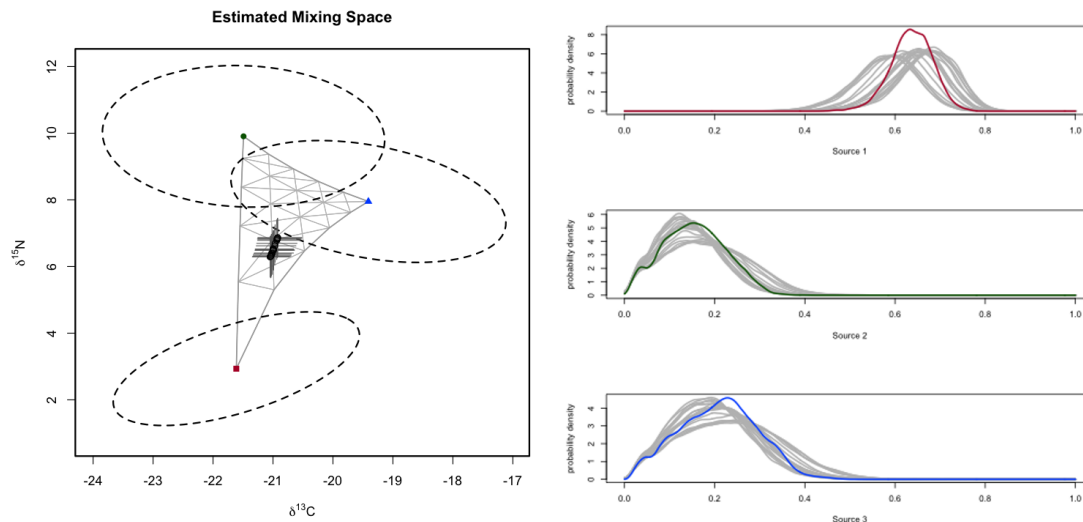 Estimated Mixing Space
12
10
8
6
4
2
δ15N
-24 -23 -22 -21 -20 -19 -18 -17
δ13C
probability density
8
6
4
2
0
0.0 0.2 0.4 0.6 0.8 1.0
Source 1
probability density
6
5
4
3
2
1
0
0.0 0.2 0.4 0.6 0.8 1.0
Source 2
probability density
4
3
2
1
0
0.0 0.2 0.4 0.6 0.8 1.0
Source 3